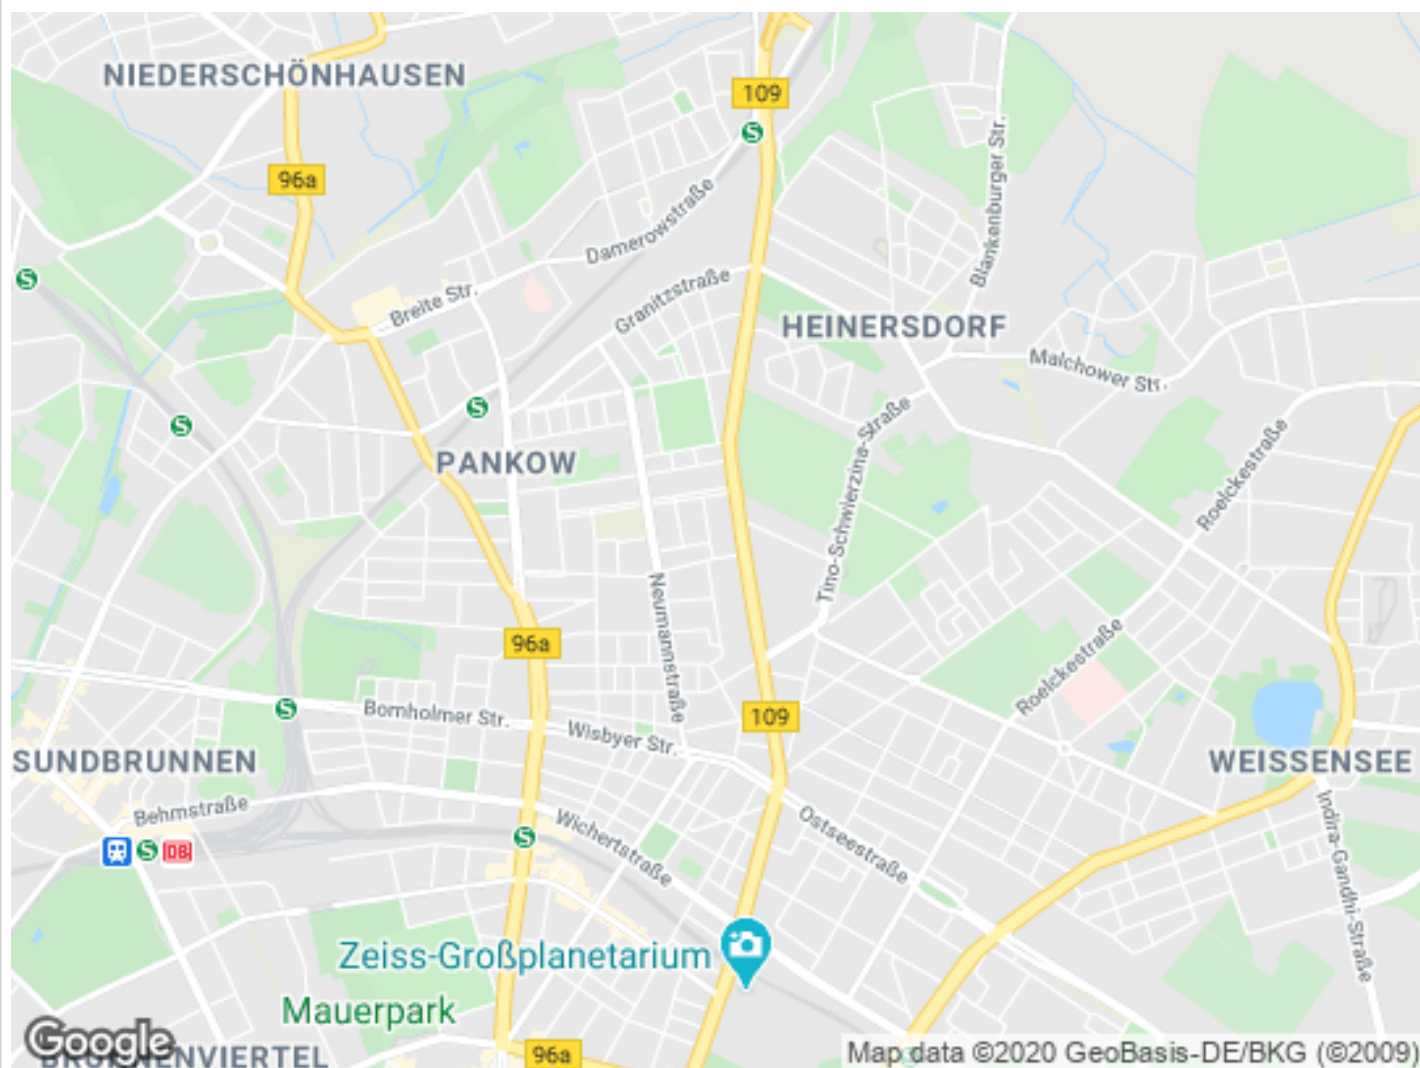 NIEDERSCHÖNHAUSEN
109
S
96a
Blankenburger Str.
Damerowstraße
S
Breite Str.
Granitzstraße
HEINERSDORF
Malchower Str.
S
S
PANKOW
Tino-Schwierzina-Straße
Roelckestraße
Neumannstraße
96a
Roelckestraße
S
Bornholmer Str.
Wisbyer Str.
109
SUNDBRUNNEN
WEISSENSEE
Behmstraße
Wichertstraße
Ostseestraße
Indira-Gandhi-Straße
S
S
DB
Zeiss-Großplanetarium
Mauerpark
Google
BRUNNENVIERTEL
96a
Map data ©2020 GeoBasis-DE/BKG (©2009)